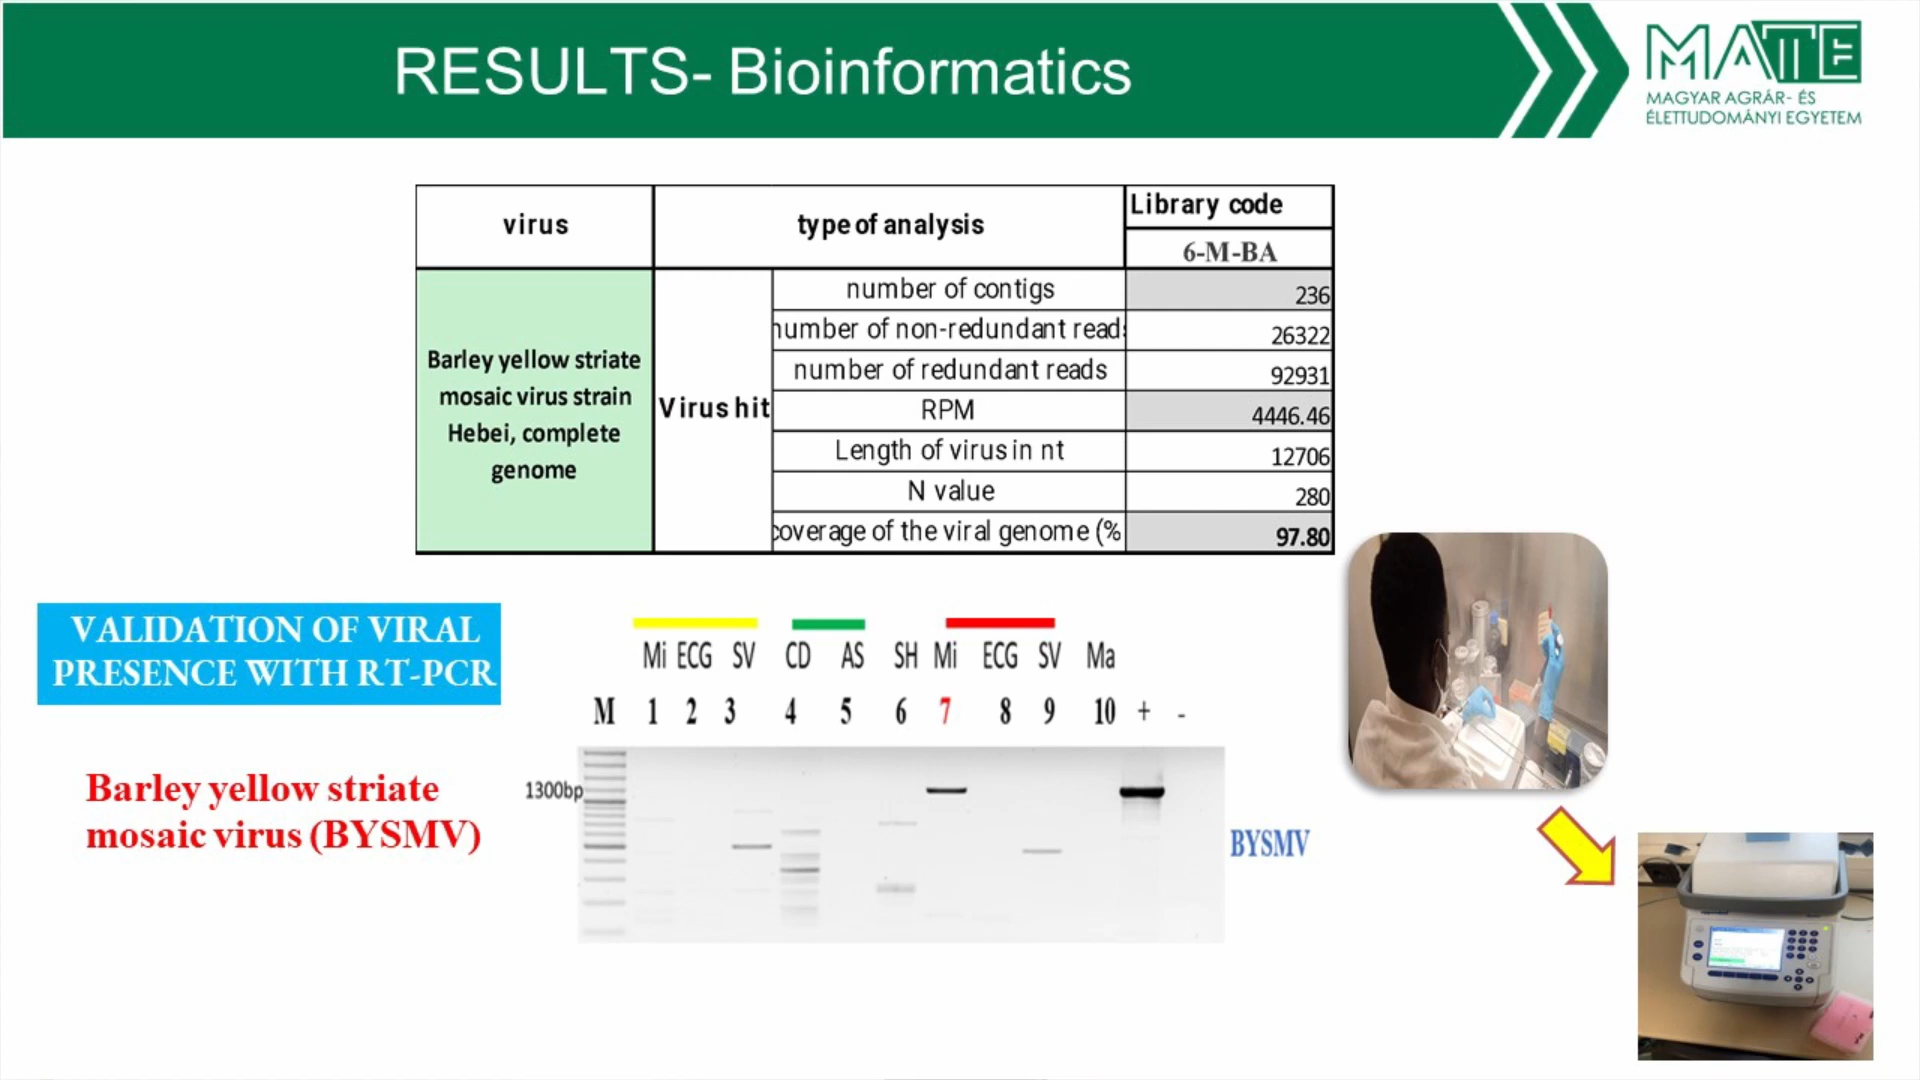 RESULTS- Bioinformatics
MATE
MAGYAR AGRÁR- ÉS
ÉLETTUDOMÁNYI EGYETEM
virus
type of analysis
Library code
6-M-BA
Barley yellow striate
mosaic virus strain
Hebei, complete
genome
Virus hit
number of contigs
236
number of non-redundant reads
26322
number of redundant reads
92931
RPM
4446.46
Length of virus in nt
12706
N value
280
coverage of the viral genome (%
97.80
VALIDATION OF VIRAL
PRESENCE WITH RT-PCR
Mi ECG SV CD AS SH Mi ECG SV Ma
M 1 2 3 4 5 6 7 8 9 10 + -
1300bp
Barley yellow striate
mosaic virus (BYSMV)
BYSMV